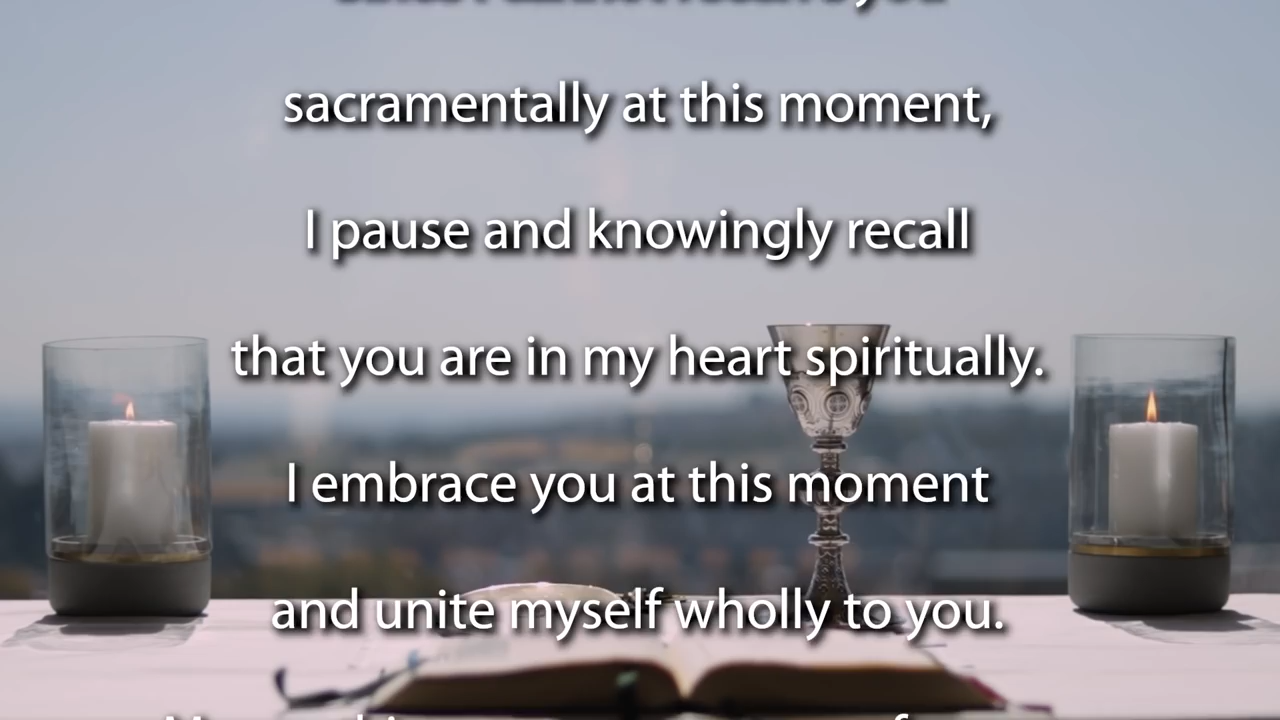 you
sacramentally at this moment,
I pause and knowingly recall
that you are in my heart spiritually.
I embrace you at this moment
and unite myself wholly to you.